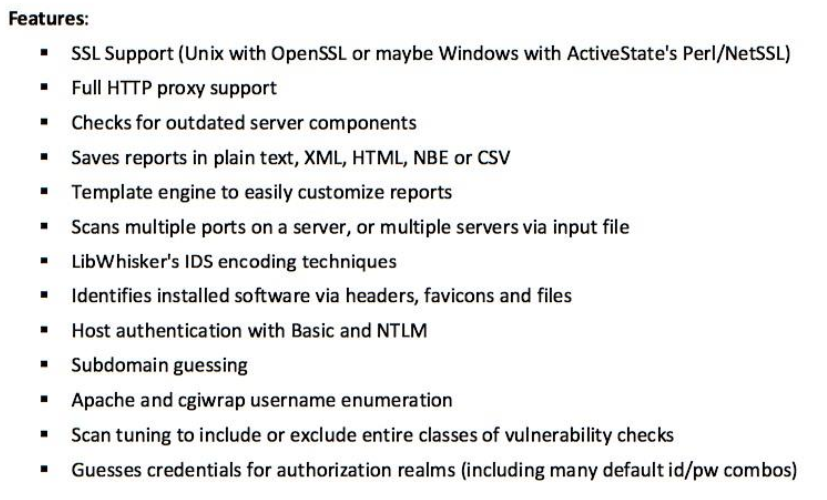 Features:
▪ SSL Support (Unix with OpenSSL or maybe Windows with ActiveState's Perl/NetSSL)
▪ Full HTTP proxy support
▪ Checks for outdated server components
▪ Saves reports in plain text, XML, HTML, NBE or CSV
▪ Template engine to easily customize reports
▪ Scans multiple ports on a server, or multiple servers via input file
▪ LibWhisker's IDS encoding techniques
▪ Identifies installed software via headers, favicons and files
▪ Host authentication with Basic and NTLM
▪ Subdomain guessing
▪ Apache and cgiwrap username enumeration
▪ Scan tuning to include or exclude entire classes of vulnerability checks
▪ Guesses credentials for authorization realms (including many default id/pw combos)